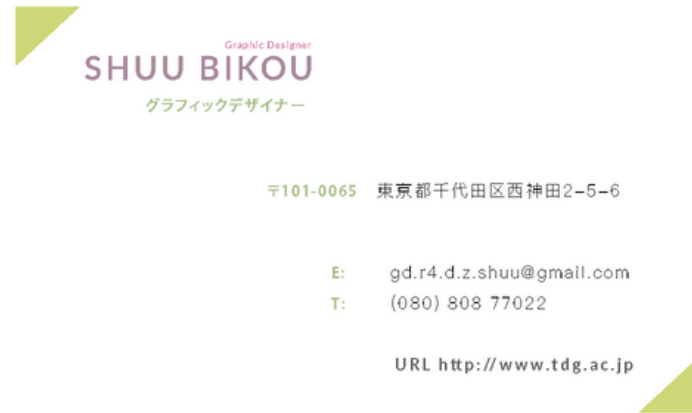 Graphic Designer
SHUU BIKOU
グラフィックデザイナー
〒101-0065 東京都千代田区西神田2-5-6
E: gd.r4.d.z.shuu@gmail.com
T: (080) 808 77022
URL http://www.tdg.ac.jp